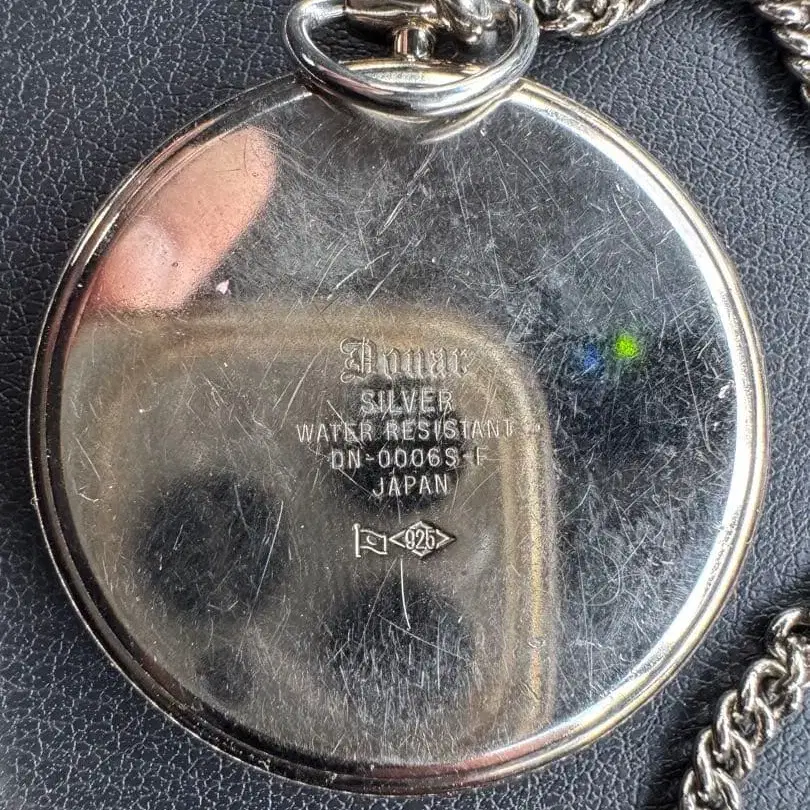 Donar
SILVER
WATER RESISTANT
DN-0006S-F
JAPAN
925